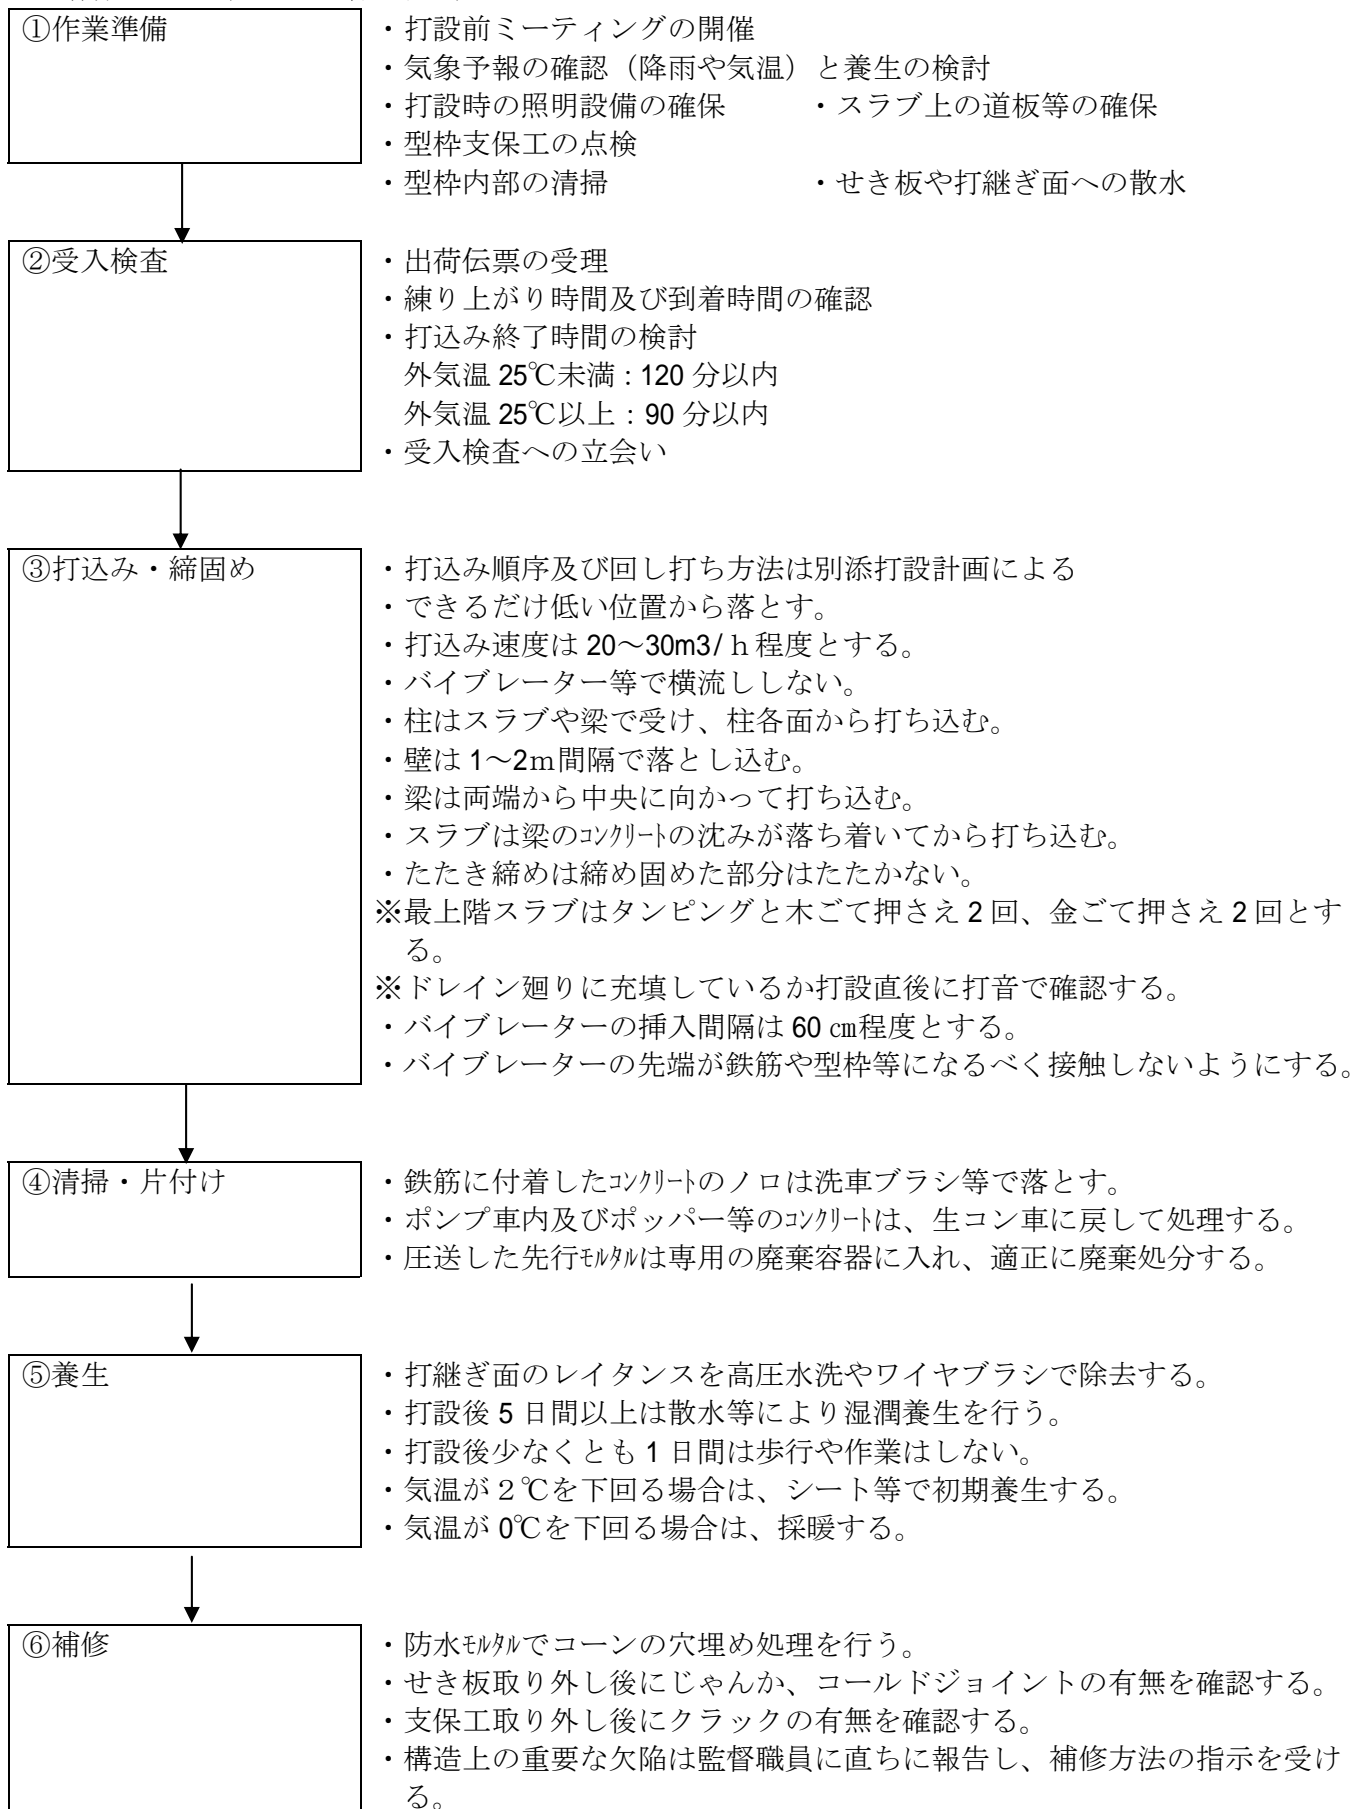 ①作業準備
・打設前ミーティングの開催
・気象予報の確認（降雨や気温）と養生の検討
・打設時の照明設備の確保　　　・スラブ上の道板等の確保
・型枠支保工の点検
・型枠内部の清掃　　　　　　　・せき板や打継ぎ面への散水
②受入検査
・出荷伝票の受理
・練り上がり時間及び到着時間の確認
・打込み終了時間の検討
外気温 25℃未満：120 分以内
外気温 25℃以上：90 分以内
・受入検査への立会い
③打込み・締固め
・打込み順序及び回し打ち方法は別添打設計画による
・できるだけ低い位置から落とす。
・打込み速度は 20～30m3/ｈ程度とする。
・バイブレーター等で横流ししない。
・柱はスラブや梁で受け、柱各面から打ち込む。
・壁は 1～2ｍ間隔で落とし込む。
・梁は両端から中央に向かって打ち込む。
・スラブは梁のｺﾝｸﾘｰﾄの沈みが落ち着いてから打ち込む。
・たたき締めは締め固めた部分はたたかない。
※最上階スラブはタンピングと木ごて押さえ 2 回、金ごて押さえ 2 回とす
る。
※ドレイン廻りに充填しているか打設直後に打音で確認する。
・バイブレーターの挿入間隔は 60 ㎝程度とする。
・バイブレーターの先端が鉄筋や型枠等になるべく接触しないようにする。
④清掃・片付け
・鉄筋に付着したｺﾝｸﾘｰﾄのノロは洗車ブラシ等で落とす。
・ポンプ車内及びポッパー等のｺﾝｸﾘｰﾄは、生コン車に戻して処理する。
・圧送した先行ﾓﾙﾀﾙは専用の廃棄容器に入れ、適正に廃棄処分する。
⑤養生
・打継ぎ面のレイタンスを高圧水洗やワイヤブラシで除去する。
・打設後 5 日間以上は散水等により湿潤養生を行う。
・打設後少なくとも 1 日間は歩行や作業はしない。
・気温が２℃を下回る場合は、シート等で初期養生する。
・気温が 0℃を下回る場合は、採暖する。
⑥補修
・防水ﾓﾙﾀﾙでコーンの穴埋め処理を行う。
・せき板取り外し後にじゃんか、コールドジョイントの有無を確認する。
・支保工取り外し後にクラックの有無を確認する。
・構造上の重要な欠陥は監督職員に直ちに報告し、補修方法の指示を受け
る。